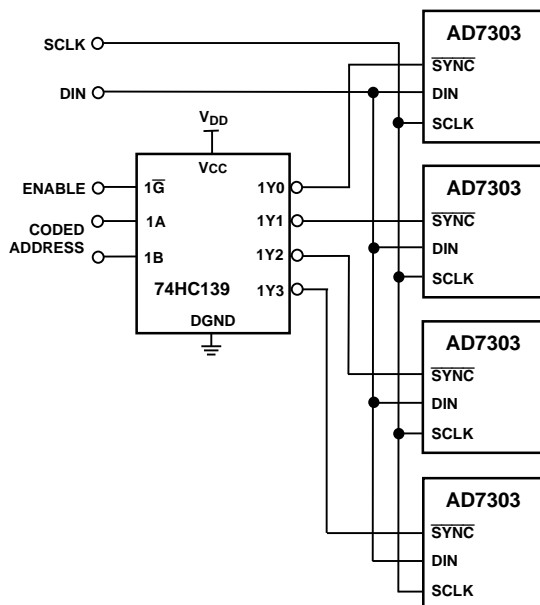 SCLK
DIN
VDD
VCC
ENABLE
CODED
ADDRESS
1G
1A
1B
1Y0
1Y1
1Y2
1Y3
74HC139
DGND
AD7303
SYNC
DIN
SCLK
AD7303
SYNC
DIN
SCLK
AD7303
SYNC
DIN
SCLK
AD7303
SYNC
DIN
SCLK